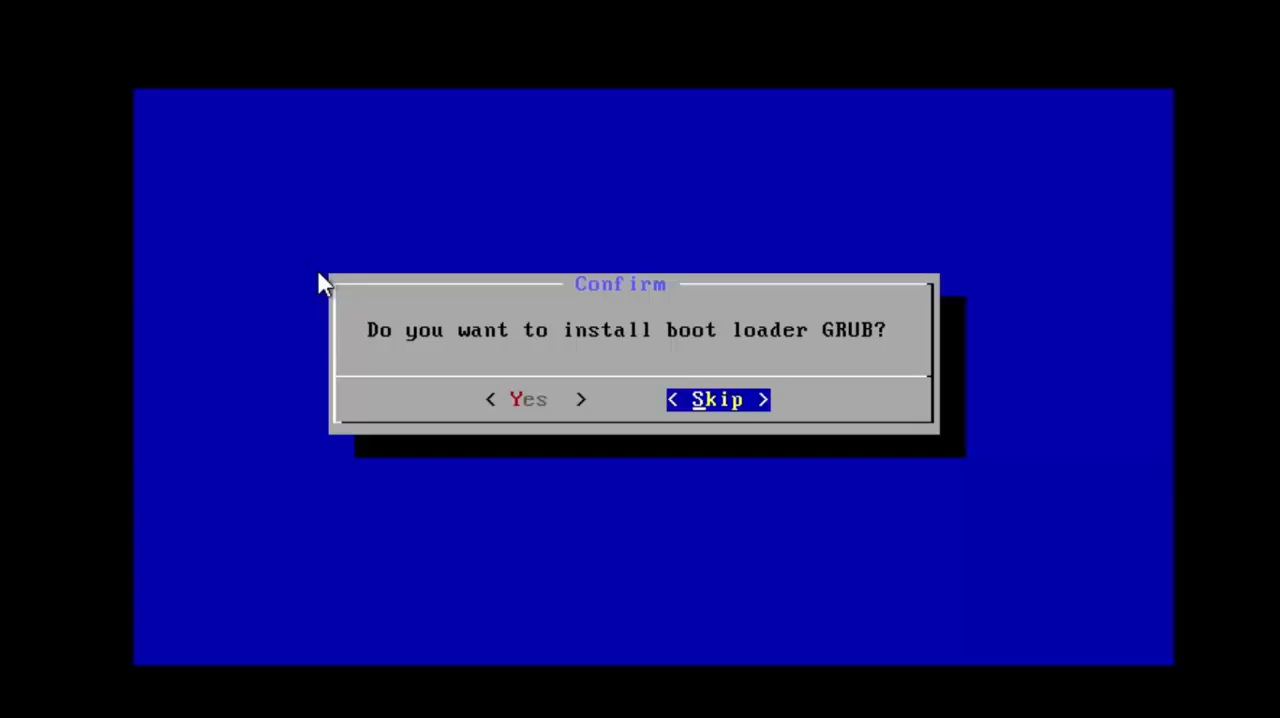 Confirm
Do you want to install boot loader GRUB?
< Yes > < Skip >